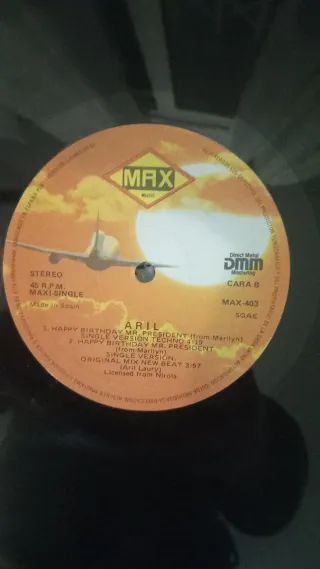 MAX
MUSIC
Direct Metal
DMM
Mastering
STEREO
45 R.P.M.
MAXI-SINGLE
Made in Spain
CARA B
MAX-403
SGAE
ARIL
1. HAPPY BIRTHDAY MR. PRESIDENT (from Marilyn)
SINGLE VERSION TECHNO 4:19
2. HAPPY BIRTHDAY MR. PRESIDENT
(from Marilyn)
SINGLE VERSION
ORIGINAL MIX NEW BEAT 3:57
(Aril Laury)
Licensed from Nirols